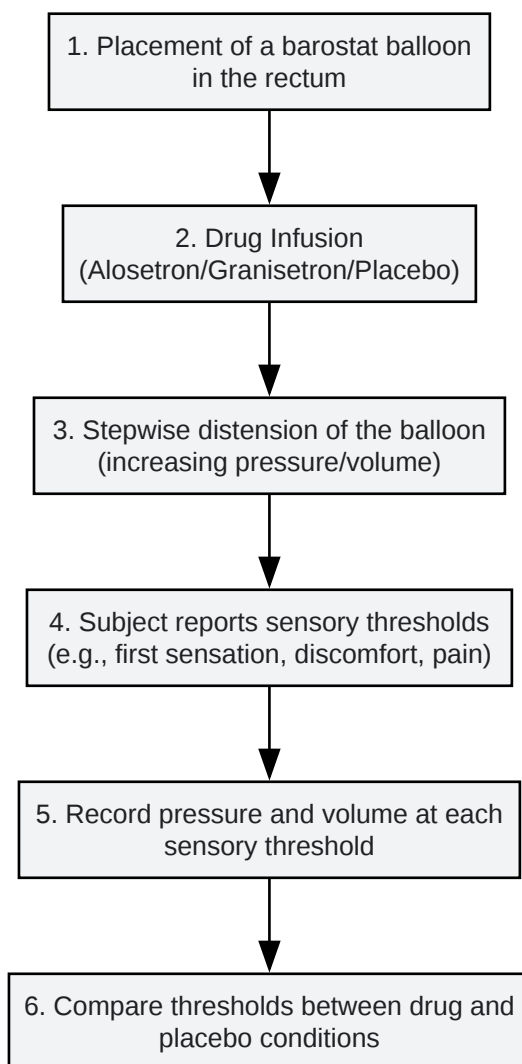 1. Placement of a barostat balloon
in the rectum
2. Drug Infusion
(Alosetron/Granisetron/Placebo)
3. Stepwise distension of the balloon
(increasing pressure/volume)
4. Subject reports sensory thresholds
(e.g., first sensation, discomfort, pain)
5. Record pressure and volume at each
sensory threshold
6. Compare thresholds between drug and
placebo conditions